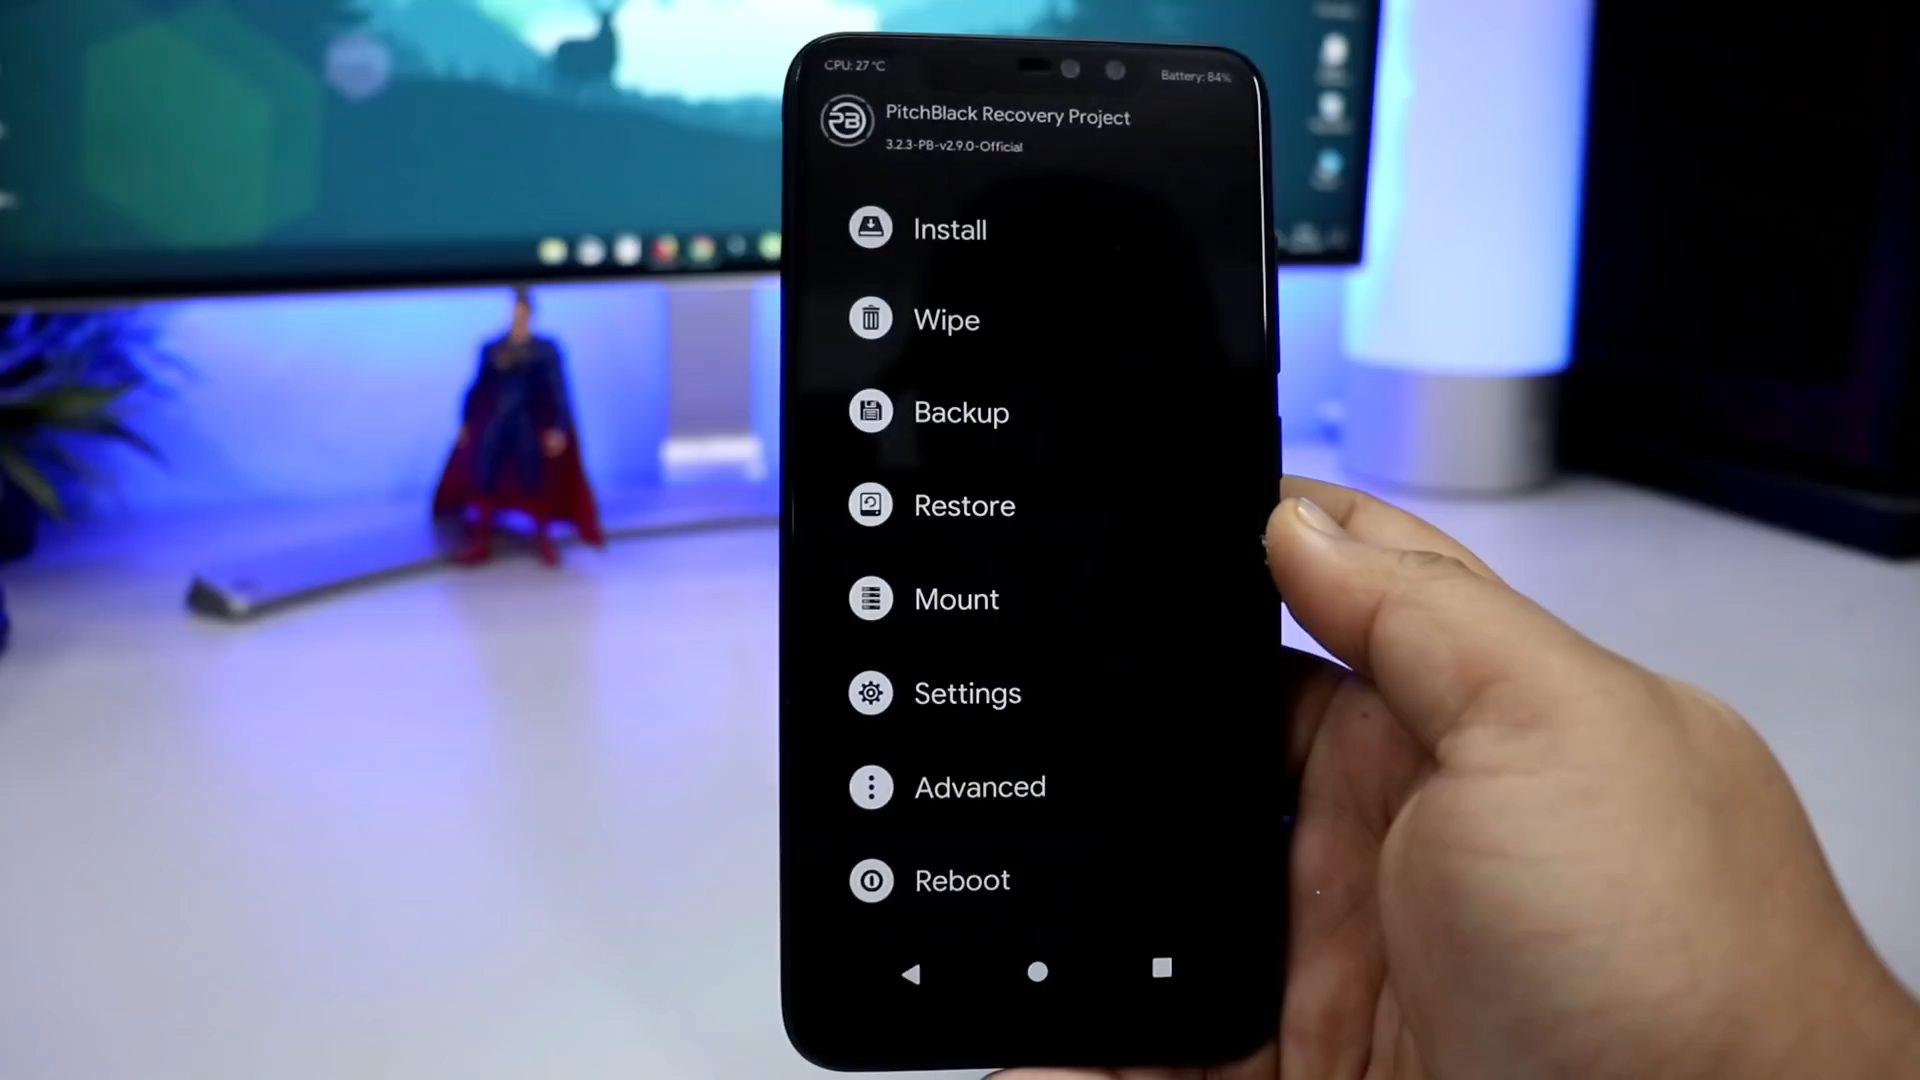 CPU: 27 °C
Battery: 84%
PB
PitchBlack Recovery Project
3.2.3-PB-v2.9.0-Official
Install
Wipe
Backup
Restore
Mount
Settings
Advanced
Reboot